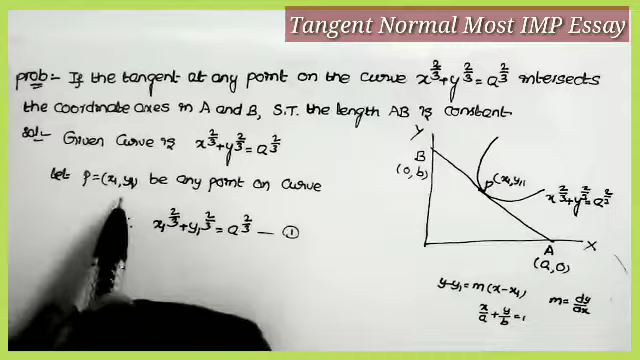 Tangent Normal Most IMP Essay
prob:- If the tangent at any point on the curve x^{2/3}+y^{2/3}=a^{2/3} intersects
the coordinate axes in A and B, S.T. the length AB is constant.
Sol:- Given Curve is x^{2/3}+y^{2/3}=a^{2/3}
Let P=(x₁,y₁) be any point on curve
∴ x₁^{2/3}+y₁^{2/3}=a^{2/3} — ①
Y
B
(0,b)
P(x₁,y₁)
x^{2/3}+y^{2/3}=a^{2/3}
A
X
(a,0)
y-y₁=m(x-x₁) m=dy/dx
x/a+y/b=1